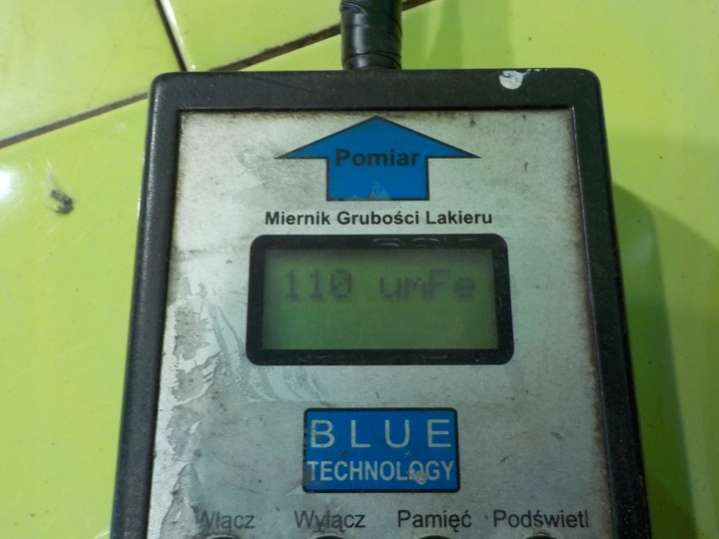 Pomiar
Miernik Grubości Lakieru
110 umFe
BLUE
TECHNOLOGY
Włącz Wyłącz Pamięć Podświetl